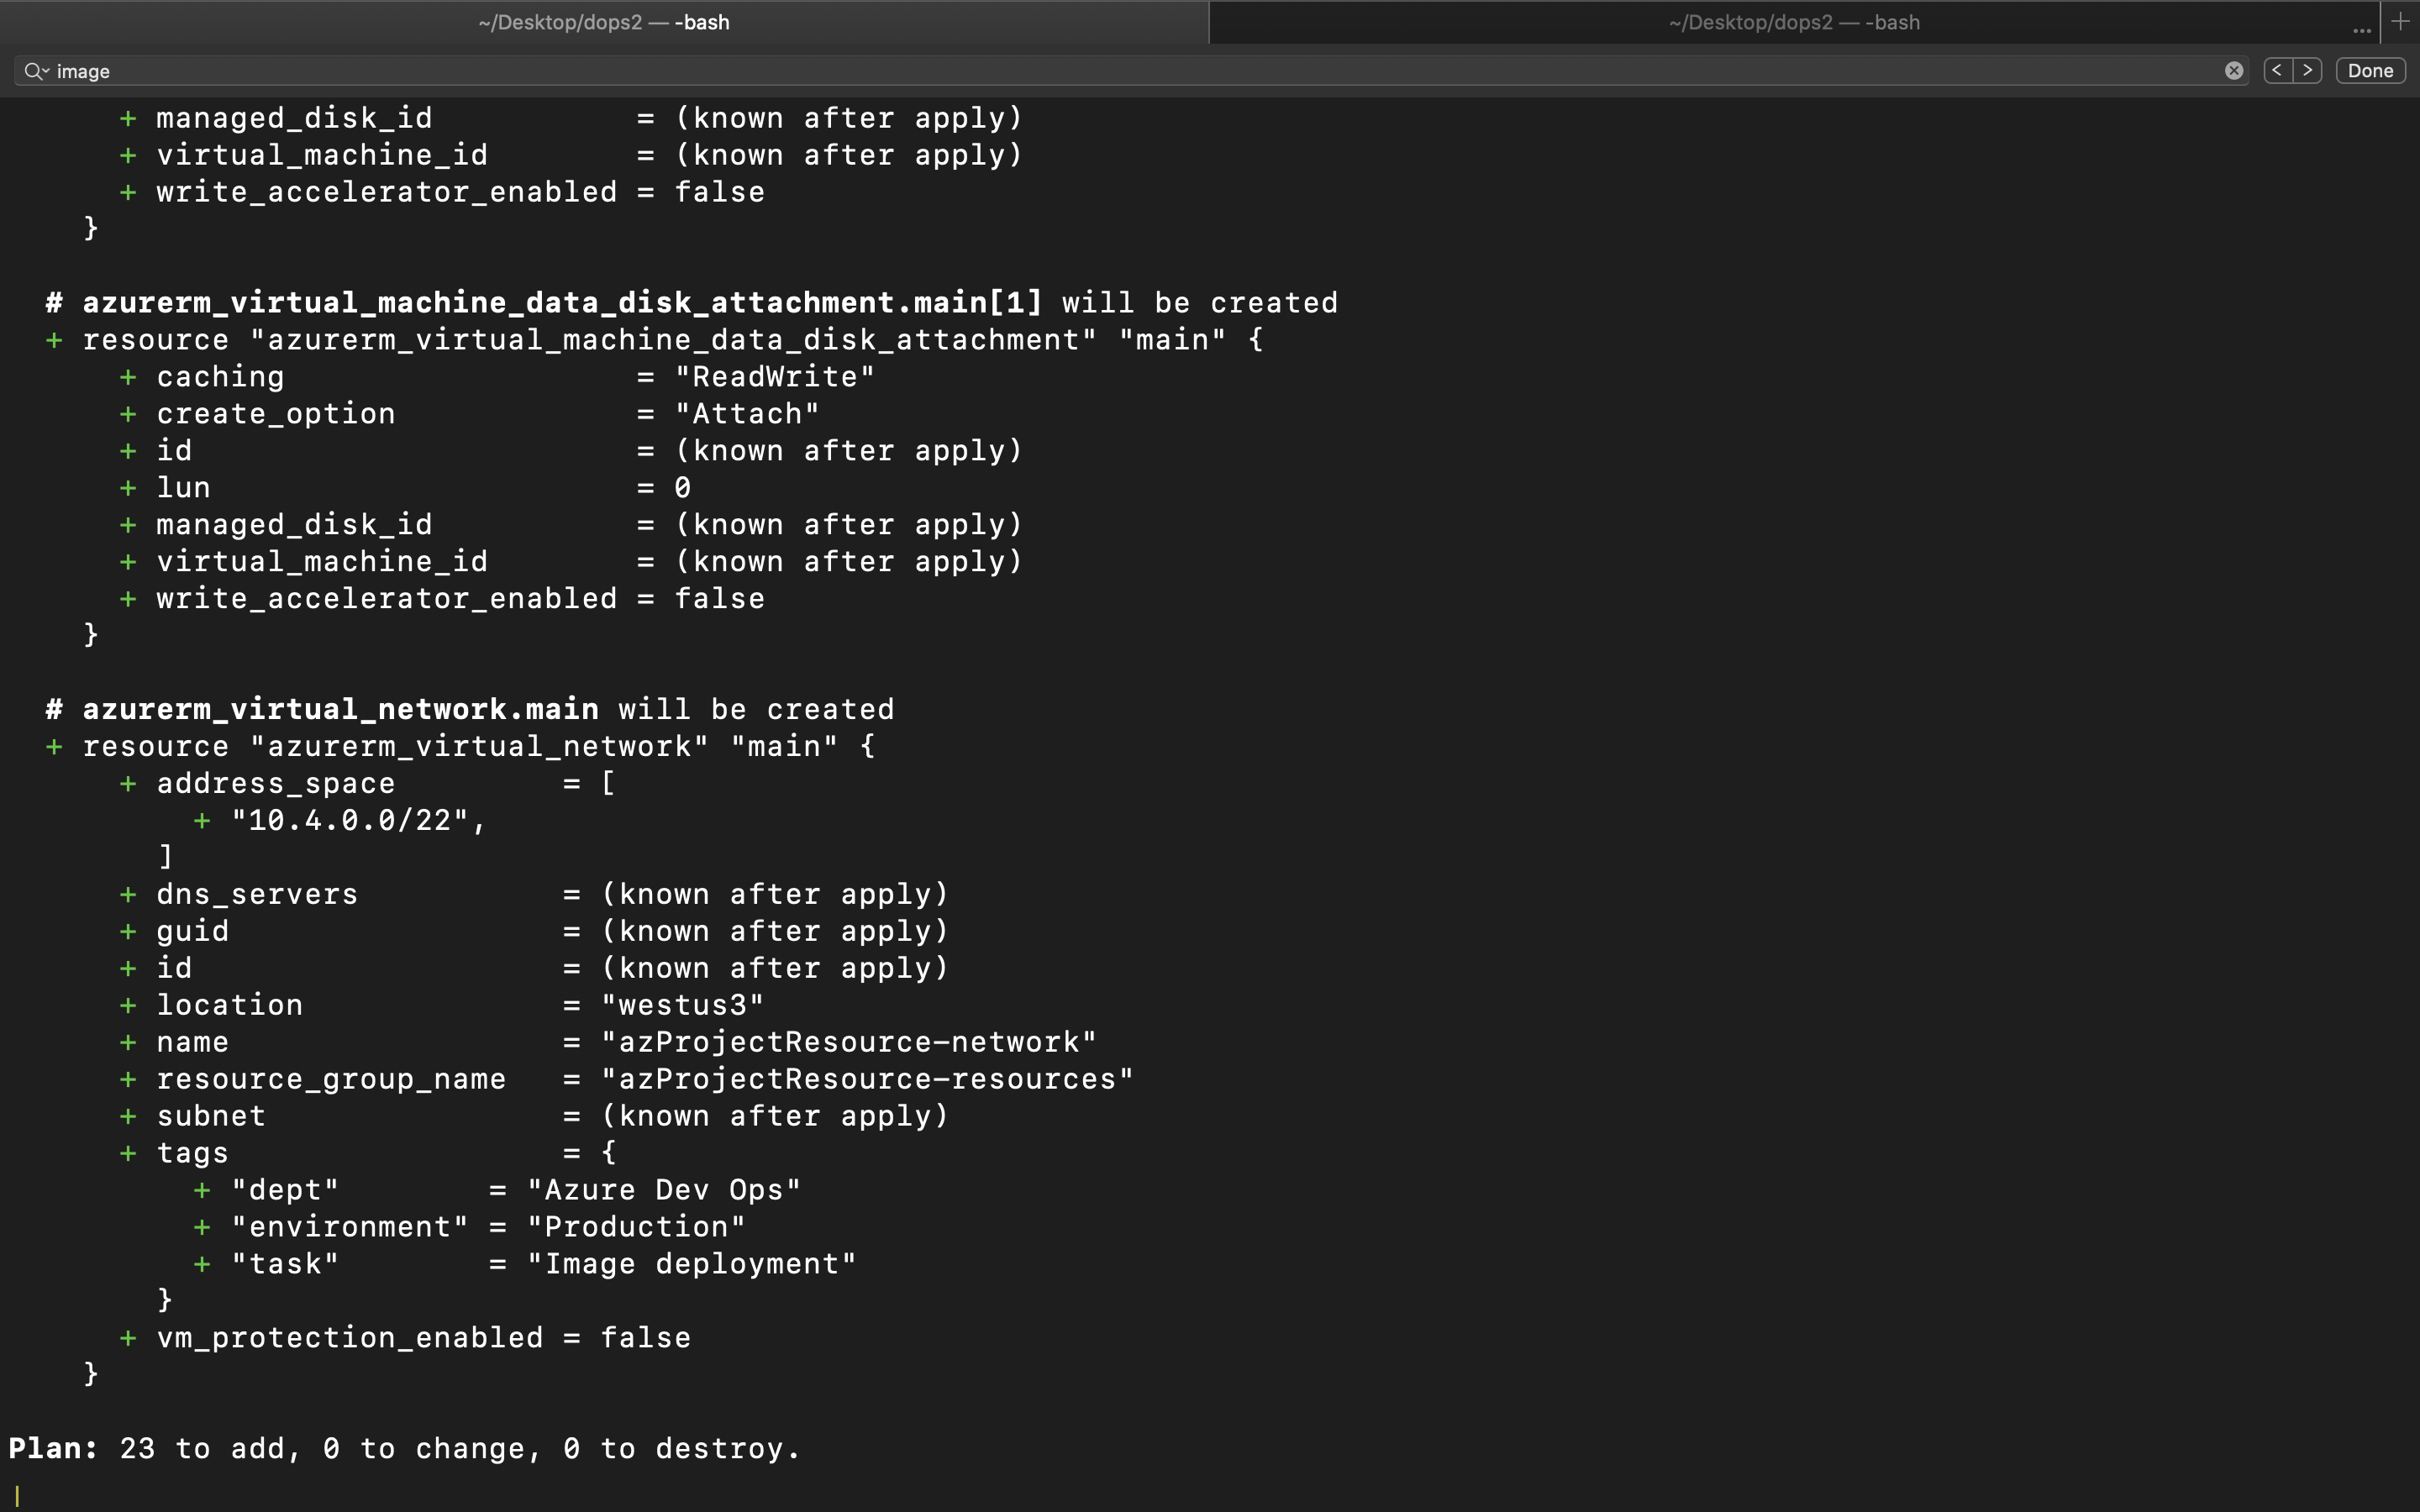 ~/Desktop/dops2 — -bash
~/Desktop/dops2 — -bash
...
+
image
<
>
Done
+ managed_disk_id           = (known after apply)
+ virtual_machine_id        = (known after apply)
+ write_accelerator_enabled = false
}
# azurerm_virtual_machine_data_disk_attachment.main[1] will be created
+ resource "azurerm_virtual_machine_data_disk_attachment" "main" {
+ caching                   = "ReadWrite"
+ create_option             = "Attach"
+ id                        = (known after apply)
+ lun                       = 0
+ managed_disk_id           = (known after apply)
+ virtual_machine_id        = (known after apply)
+ write_accelerator_enabled = false
}
# azurerm_virtual_network.main will be created
+ resource "azurerm_virtual_network" "main" {
+ address_space         = [
+ "10.4.0.0/22",
]
+ dns_servers           = (known after apply)
+ guid                  = (known after apply)
+ id                    = (known after apply)
+ location              = "westus3"
+ name                  = "azProjectResource-network"
+ resource_group_name   = "azProjectResource-resources"
+ subnet                = (known after apply)
+ tags                  = {
+ "dept"        = "Azure Dev Ops"
+ "environment" = "Production"
+ "task"        = "Image deployment"
}
+ vm_protection_enabled = false
}
Plan: 23 to add, 0 to change, 0 to destroy.